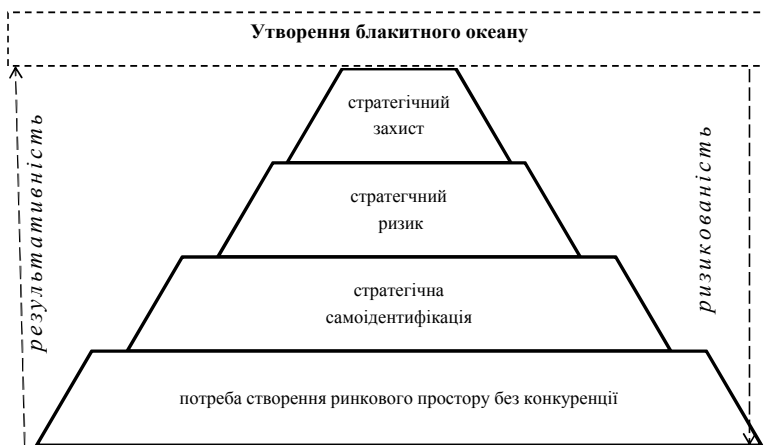 Утворення блакитного океану
стратегічний
захист
стратегчний
ризик
стратегічна
самоідентифікація
потреба створення ринкового простору без конкуренції
результативність
ризикованість